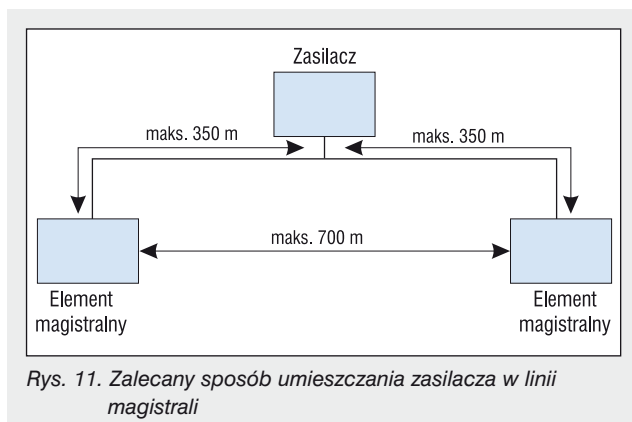 Zasilacz
maks. 350 m
maks. 350 m
maks. 700 m
Element
magistralny
Element
magistralny
Rys. 11. Zalecany sposób umieszczania zasilacza w linii
magistrali